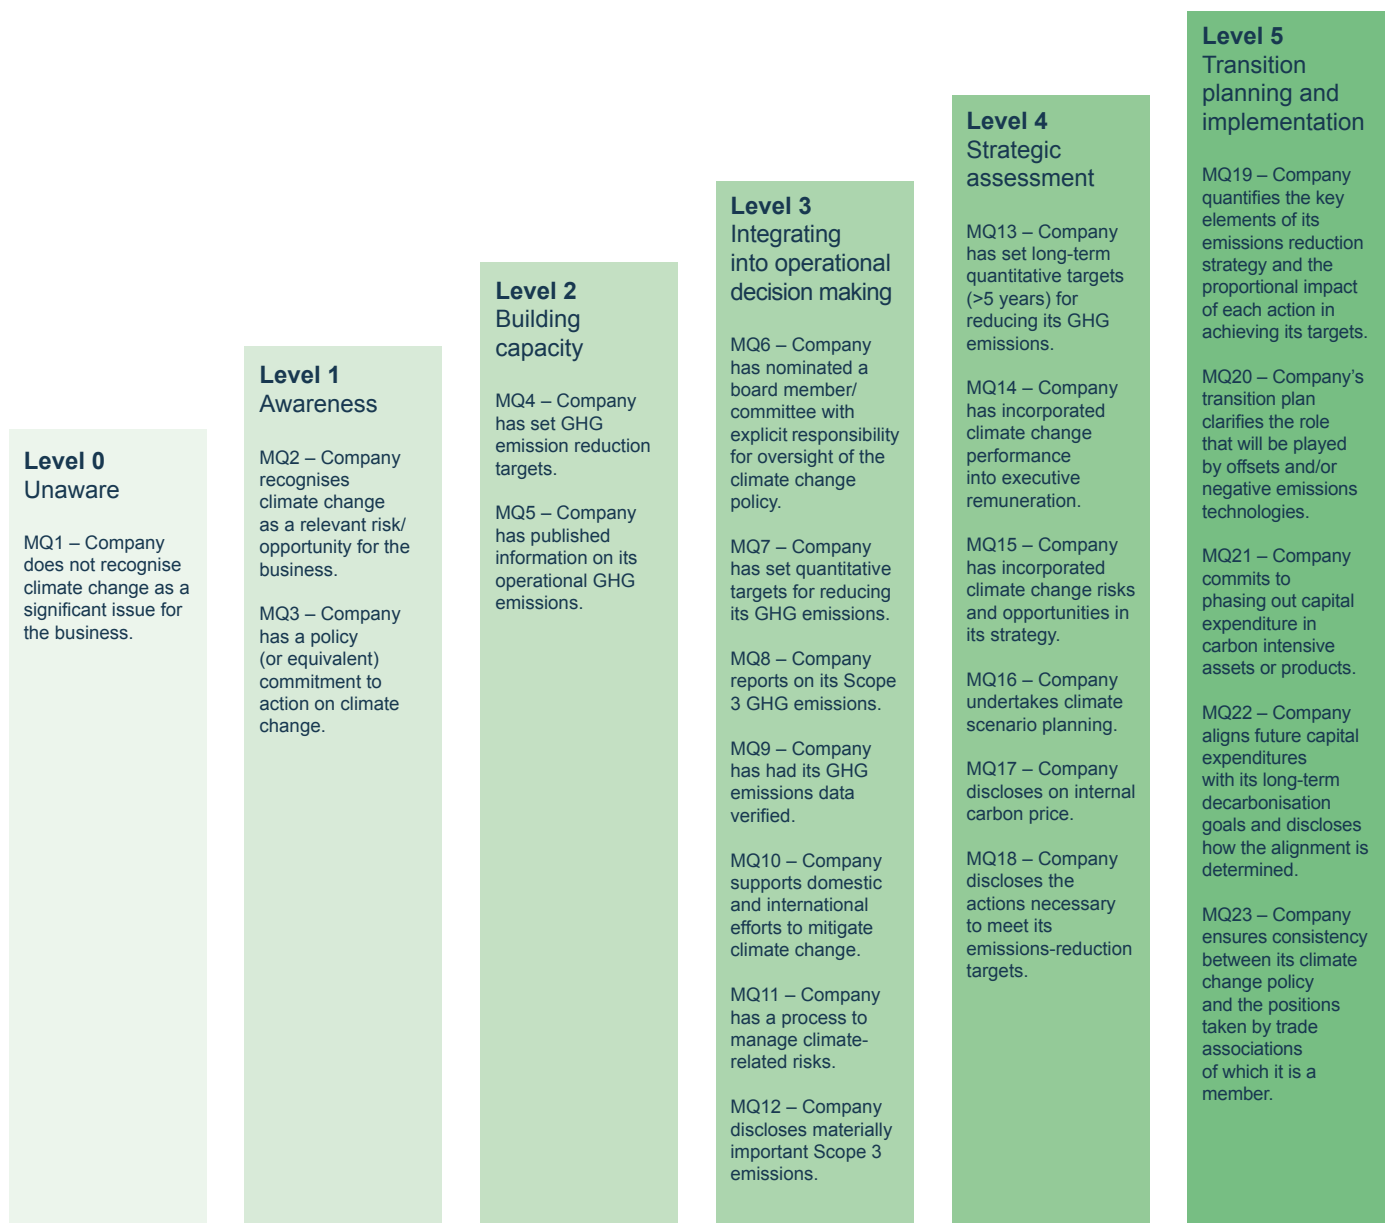 Level 0
Unaware
MQ1 – Company
does not recognise
climate change as a
significant issue for
the business.
Level 1
Awareness
MQ2 – Company
recognises
climate change
as a relevant risk/
opportunity for the
business.
MQ3 – Company
has a policy
(or equivalent)
commitment to
action on climate
change.
Level 2
Building
capacity
MQ4 – Company
has set GHG
emission reduction
targets.
MQ5 – Company
has published
information on its
operational GHG
emissions.
Level 3
Integrating
into operational
decision making
MQ6 – Company
has nominated a
board member/
committee with
explicit responsibility
for oversight of the
climate change
policy.
MQ7 – Company
has set quantitative
targets for reducing
its GHG emissions.
MQ8 – Company
reports on its Scope
3 GHG emissions.
MQ9 – Company
has had its GHG
emissions data
verified.
MQ10 – Company
supports domestic
and international
efforts to mitigate
climate change.
MQ11 – Company
has a process to
manage climate-
related risks.
MQ12 – Company
discloses materially
important Scope 3
emissions.
Level 4
Strategic
assessment
MQ13 – Company
has set long-term
quantitative targets
(>5 years) for
reducing its GHG
emissions.
MQ14 – Company
has incorporated
climate change
performance
into executive
remuneration.
MQ15 – Company
has incorporated
climate change risks
and opportunities in
its strategy.
MQ16 – Company
undertakes climate
scenario planning.
MQ17 – Company
discloses on internal
carbon price.
MQ18 – Company
discloses the
actions necessary
to meet its
emissions-reduction
targets.
Level 5
Transition
planning and
implementation
MQ19 – Company
quantifies the key
elements of its
emissions reduction
strategy and the
proportional impact
of each action in
achieving its targets.
MQ20 – Company’s
transition plan
clarifies the role
that will be played
by offsets and/or
negative emissions
technologies.
MQ21 – Company
commits to
phasing out capital
expenditure in
carbon intensive
assets or products.
MQ22 – Company
aligns future capital
expenditures
with its long-term
decarbonisation
goals and discloses
how the alignment is
determined.
MQ23 – Company
ensures consistency
between its climate
change policy
and the positions
taken by trade
associations
of which it is a
member.